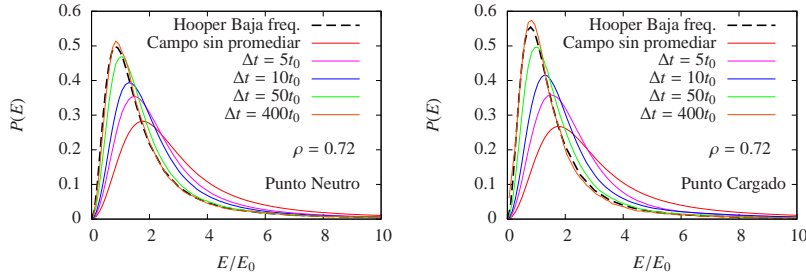 0.6
0.5
0.4
0.3
0.2
0.1
0
P(E)
Hooper Baja freq.
Campo sin promediar
Δt = 5t₀
Δt = 10t₀
Δt = 50t₀
Δt = 400t₀
ρ = 0.72
Punto Neutro
0 2 4 6 8 10
E/E₀
0.6
0.5
0.4
0.3
0.2
0.1
0
P(E)
Hooper Baja freq.
Campo sin promediar
Δt = 5t₀
Δt = 10t₀
Δt = 50t₀
Δt = 400t₀
ρ = 0.72
Punto Cargado
0 2 4 6 8 10
E/E₀